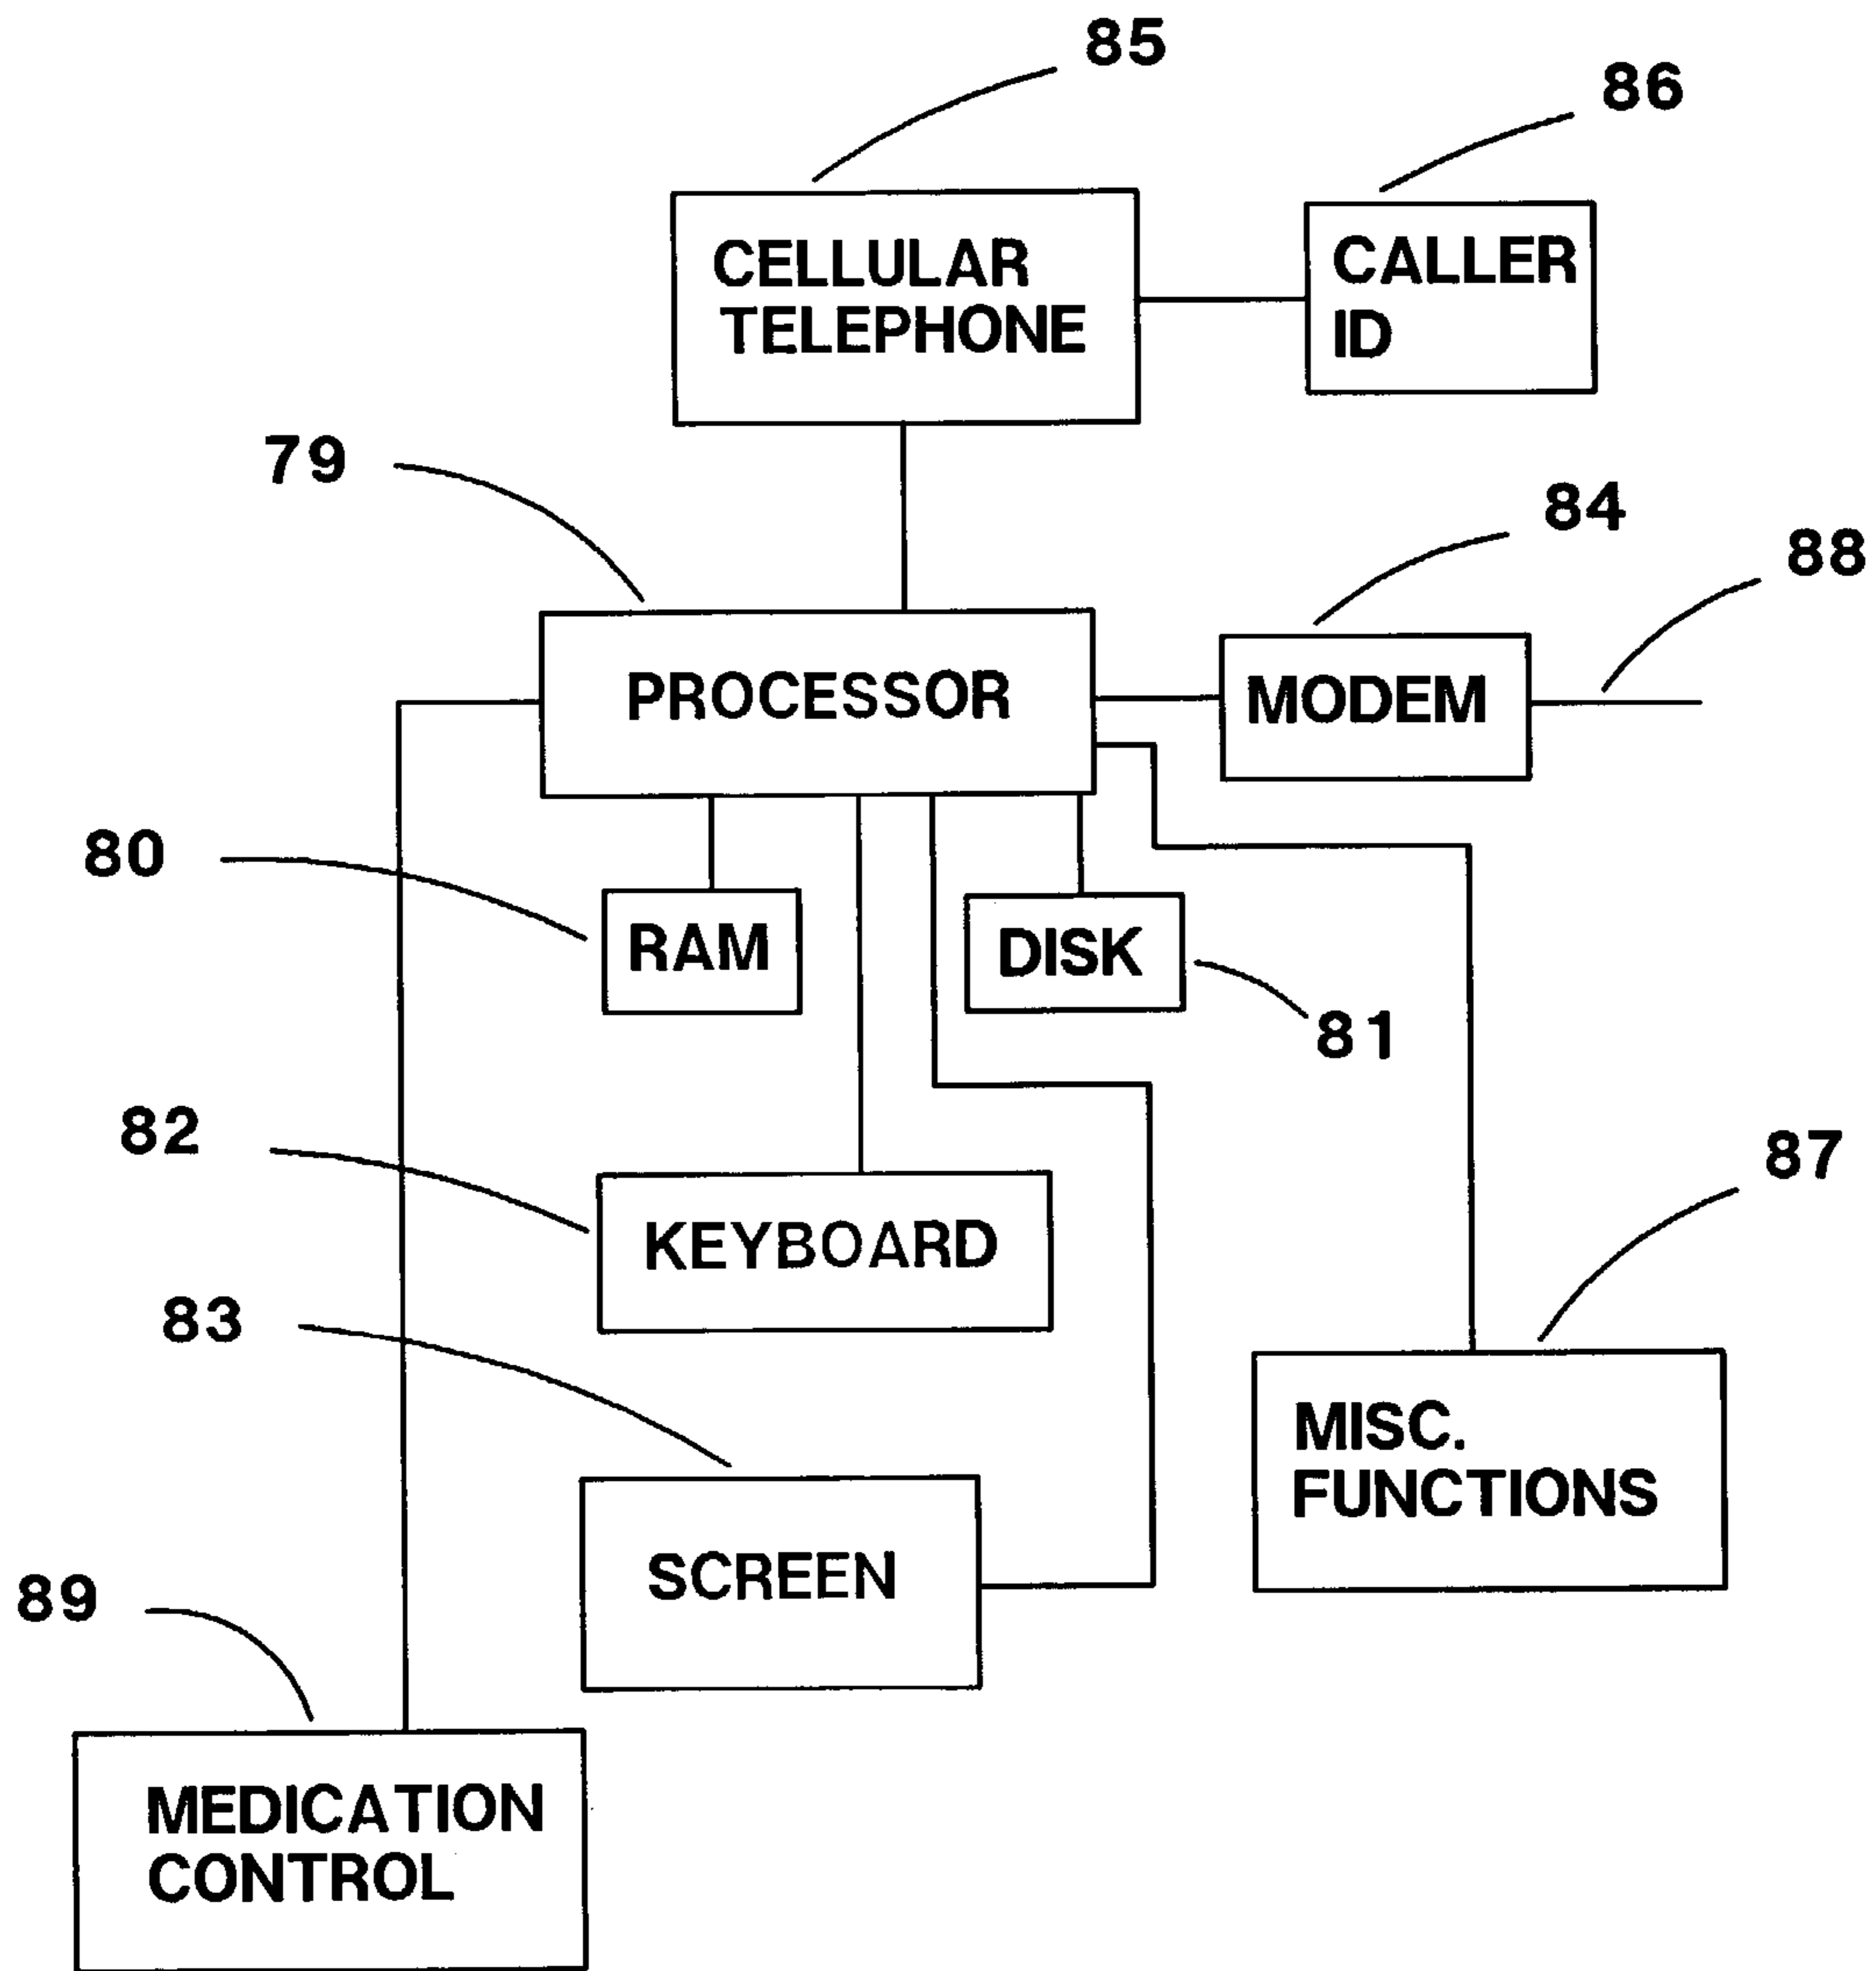 85
86
CELLULAR
TELEPHONE
CALLER
ID
79
84
88
PROCESSOR
MODEM
80
RAM
DISK
81
82
87
KEYBOARD
83
MISC.
FUNCTIONS
SCREEN
89
MEDICATION
CONTROL